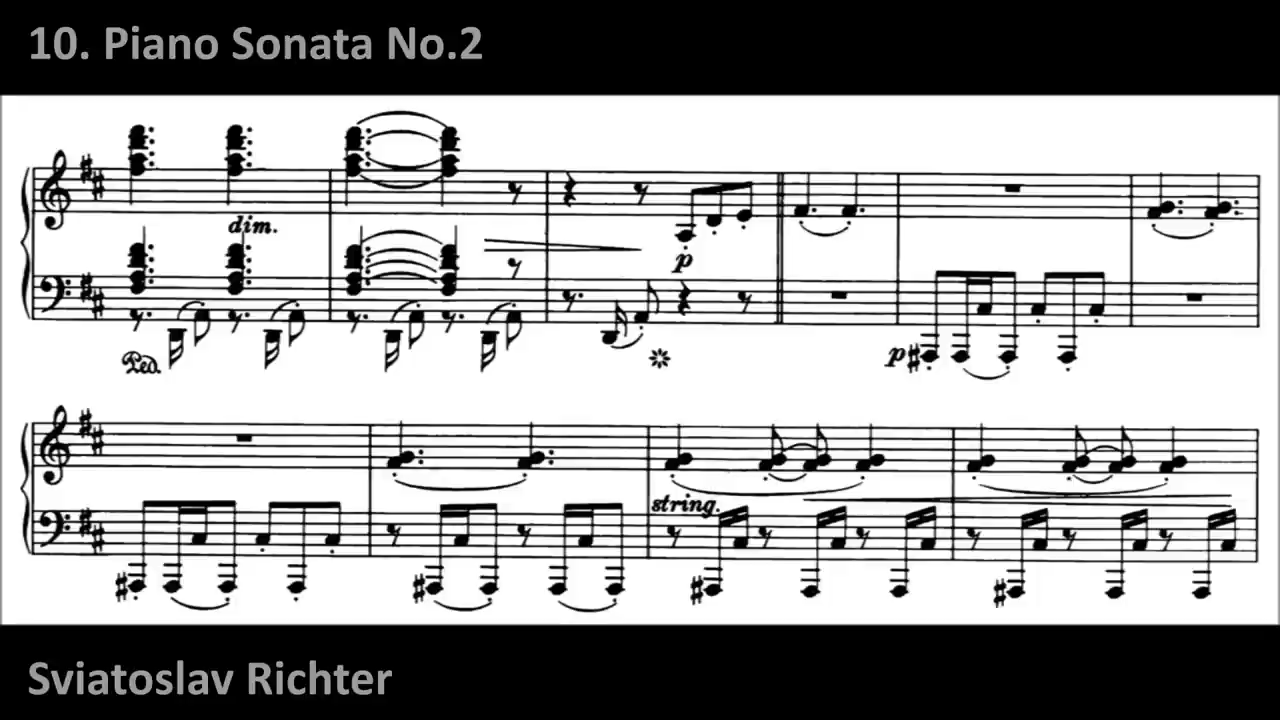 10. Piano Sonata No.2
dim.
p
Ped.
p
string.
Sviatoslav Richter